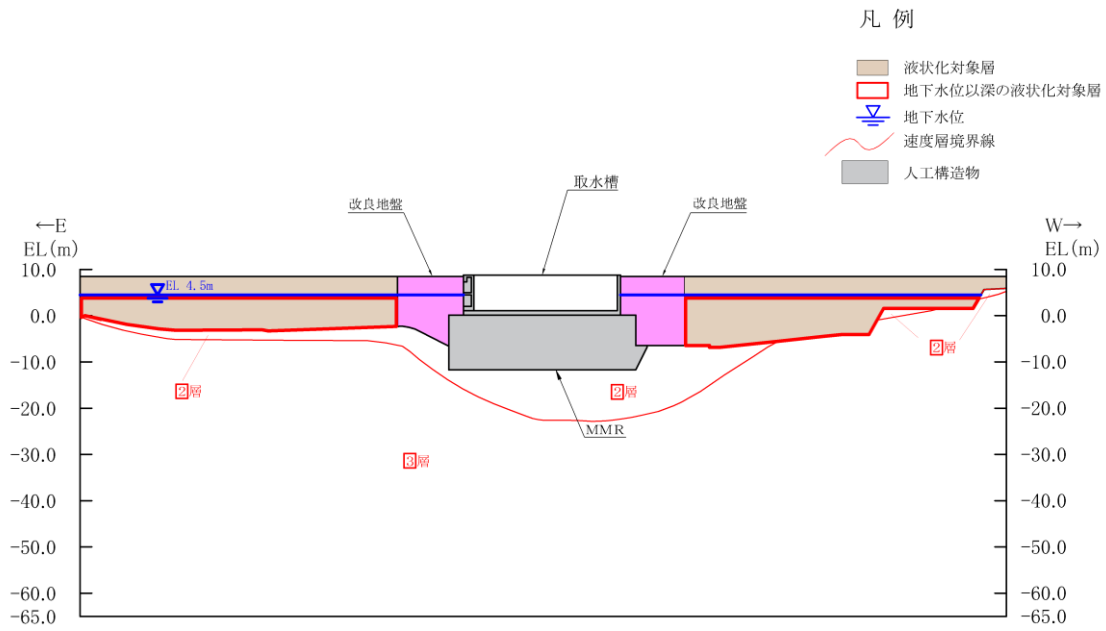 凡 例
液状化対象層
地下水位以深の液状化対象層
地下水位
速度層境界線
人工構造物
取水槽
改良地盤
改良地盤
←E
EL(m)
W→
EL(m)
10.0
0.0
-10.0
-20.0
-30.0
-40.0
-50.0
-60.0
-65.0
EL 4.5m
2層
2層
2層
MMR
3層
10.0
0.0
-10.0
-20.0
-30.0
-40.0
-50.0
-60.0
-65.0